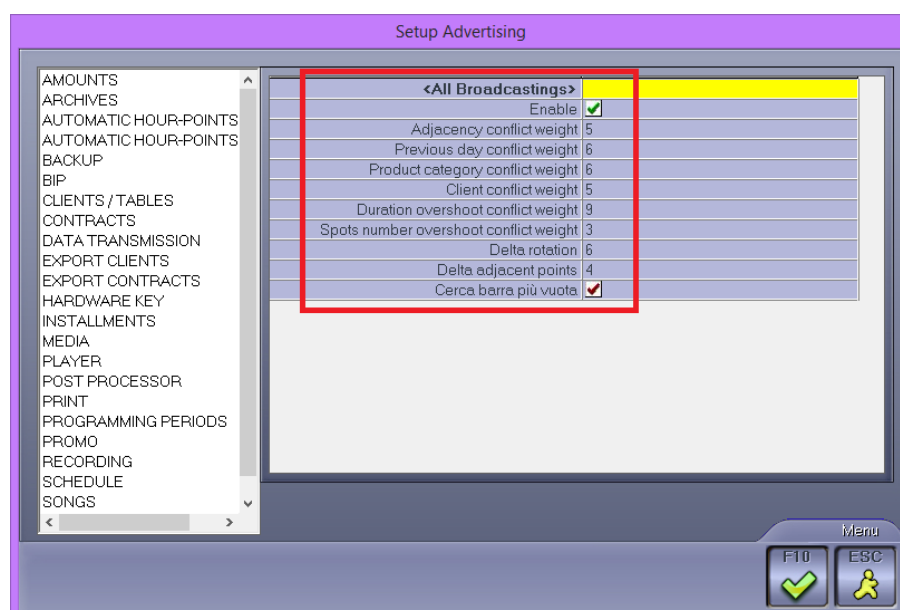 Setup Advertising
AMOUNTS
ARCHIVES
AUTOMATIC HOUR-POINTS
AUTOMATIC HOUR-POINTS
BACKUP
BIP
CLIENTS / TABLES
CONTRACTS
DATA TRANSMISSION
EXPORT CLIENTS
EXPORT CONTRACTS
HARDWARE KEY
INSTALLMENTS
MEDIA
PLAYER
POST PROCESSOR
PRINT
PROGRAMMING PERIODS
PROMO
RECORDING
SCHEDULE
SONGS
<All Broadcastings>
Enable
Adjacency conflict weight 5
Previous day conflict weight 6
Product category conflict weight 6
Client conflict weight 5
Duration overshoot conflict weight 9
Spots number overshoot conflict weight 3
Delta rotation 6
Delta adjacent points 4
Cerca barra più vuota
Menu
F10 ESC